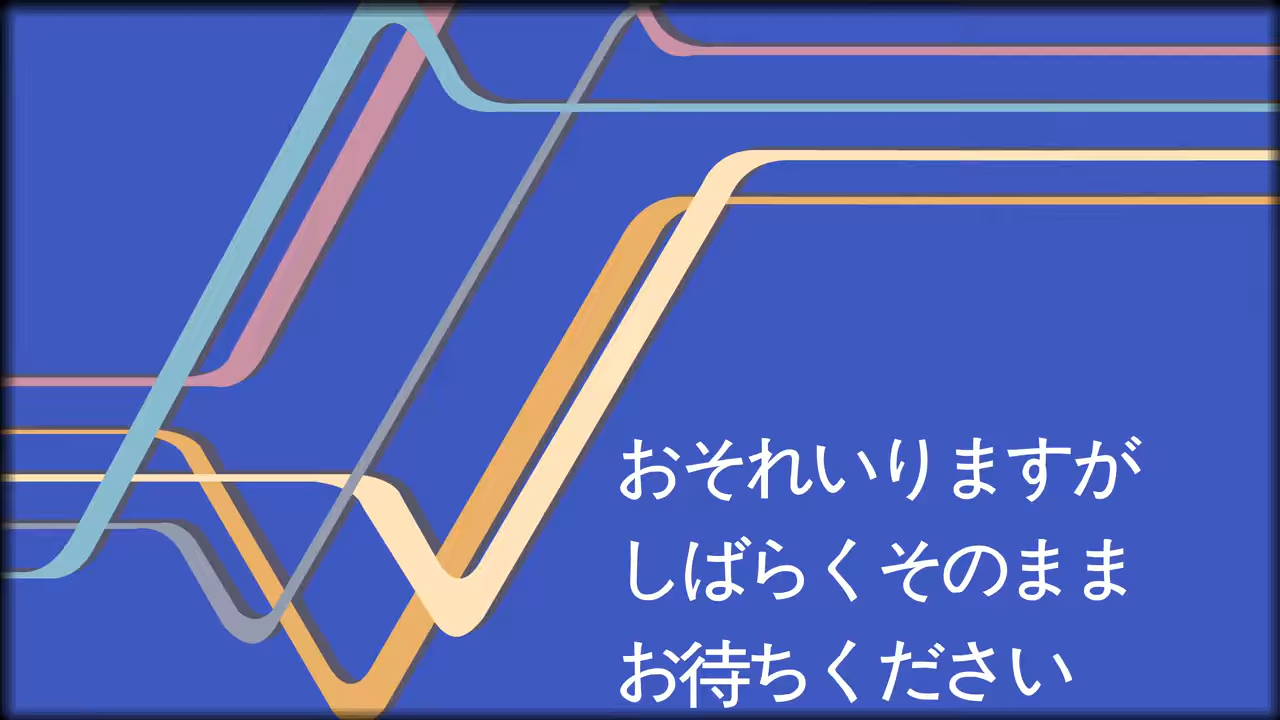 おそれいりますが
しばらくそのまま
お待ちください